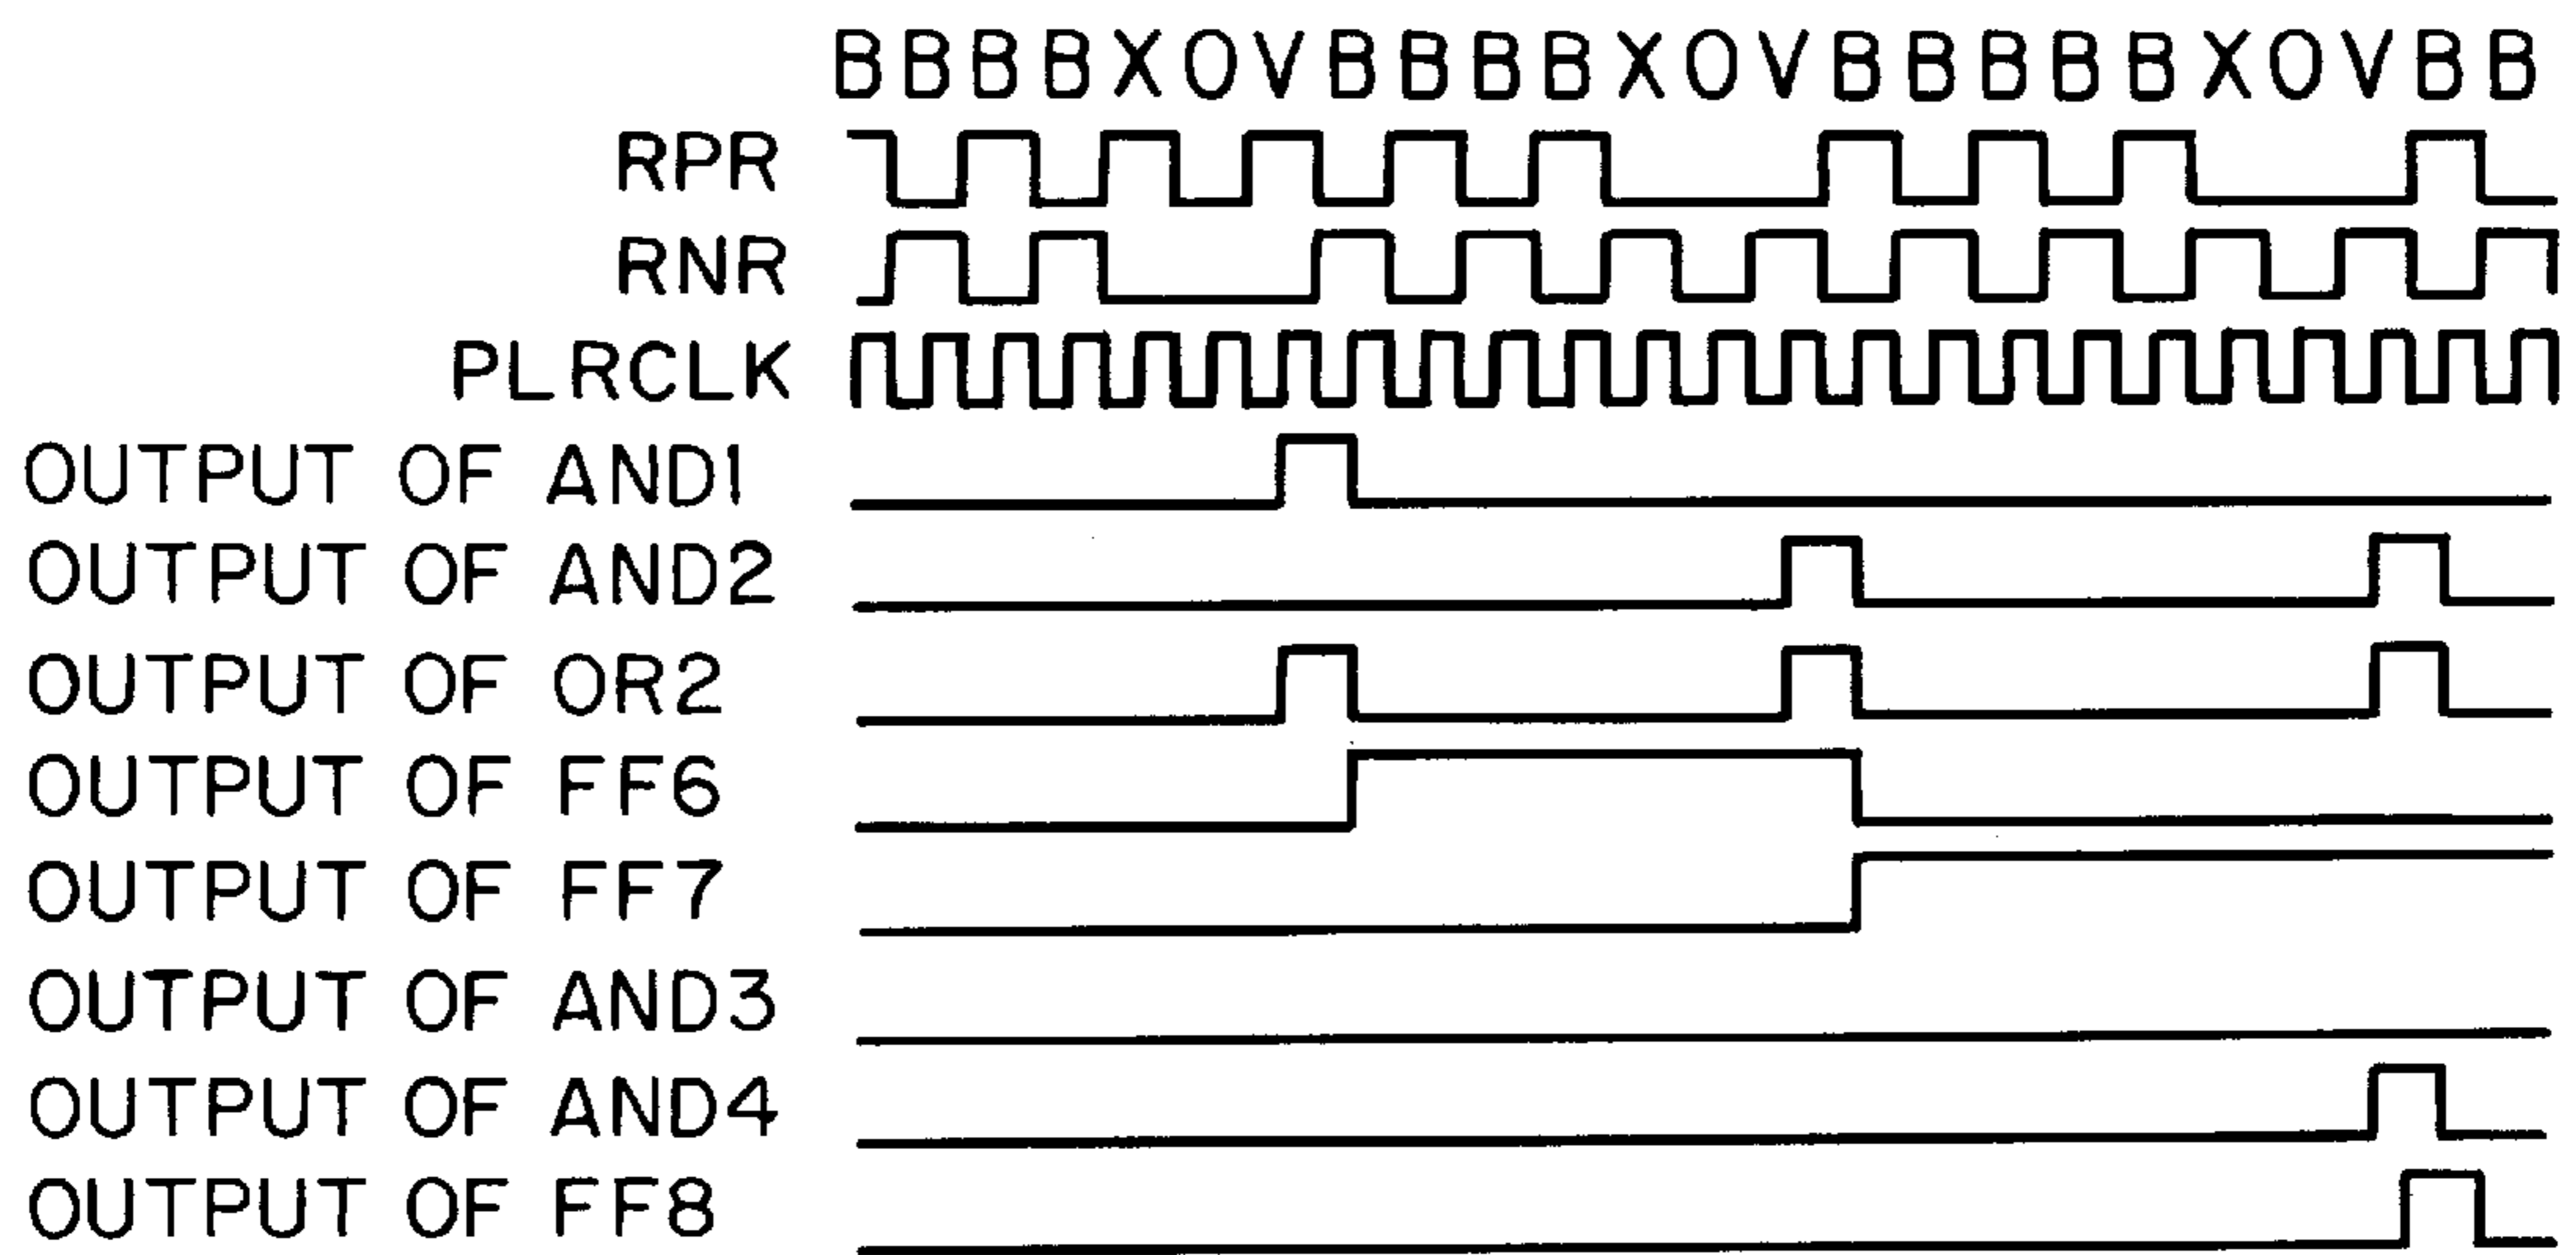 B B B B X O V B B B B X O V B B B B B X O V B B
RPR
RNR
PLRCLK
OUTPUT OF AND1
OUTPUT OF AND2
OUTPUT OF OR2
OUTPUT OF FF6
OUTPUT OF FF7
OUTPUT OF AND3
OUTPUT OF AND4
OUTPUT OF FF8